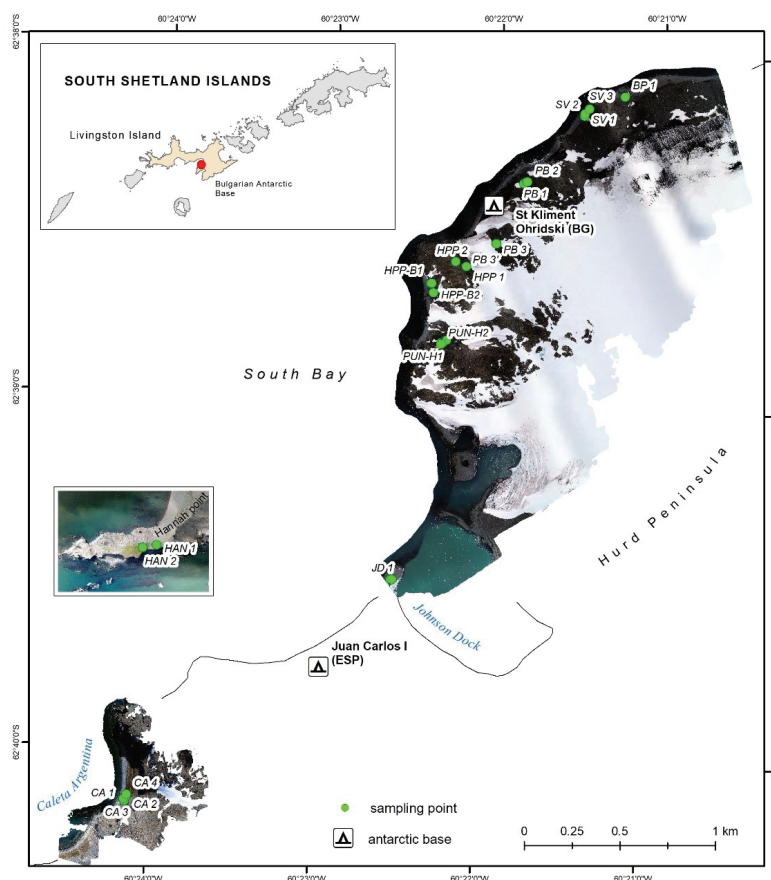 60°24'0"W
60°23'0"W
60°22'0"W
60°21'0"W
62°38'0"S
SOUTH SHETLAND ISLANDS
Livingston Island
Bulgarian Antarctic
Base
BP 1
SV 3
SV 2
SV 1
PB 2
PB 1
St Kliment
Ohridski (BG)
HPP 2
PB 3
PB 3'
HPP-B1
HPP 1
HPP-B2
PUN-H2
PUN-H1
62°39'0"S
South Bay
Hurd Peninsula
Hannah point
HAN 1
HAN 2
JD 1
Johnson Dock
Juan Carlos I
(ESP)
62°40'0"S
Caleta Argentina
CA 4
CA 1
CA 2
CA 3
sampling point
antarctic base
0 0.25 0.5 1 km
60°24'0"W
60°23'0"W
60°22'0"W
60°21'0"W